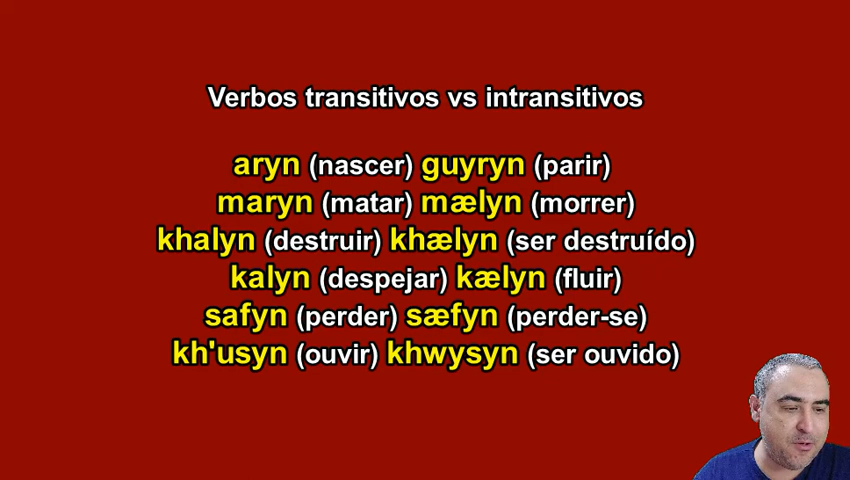 Verbos transitivos vs intransitivos
aryn (nascer) guyryn (parir)
maryn (matar) mælyn (morrer)
khalyn (destruir) khælyn (ser destruído)
kalyn (despejar) kælyn (fluir)
safyn (perder) sæfyn (perder-se)
kh'usyn (ouvir) khwysyn (ser ouvido)